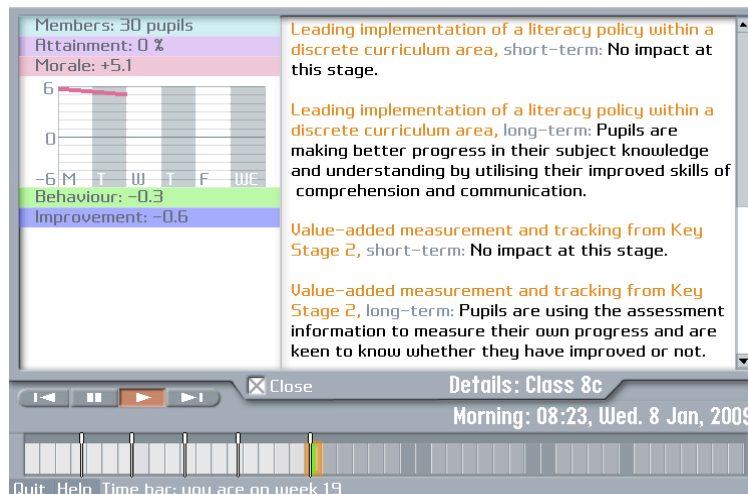 Members: 30 pupils
Attainment: 0 %
Morale: +5.1
6
0
-6 M T W T F WE
Behaviour: -0.3
Improvement: -0.6
Leading implementation of a literacy policy within a
discrete curriculum area, short-term: No impact at
this stage.
Leading implementation of a literacy policy within a
discrete curriculum area, long-term: Pupils are
making better progress in their subject knowledge
and understanding by utilising their improved skills of
comprehension and communication.
Value-added measurement and tracking from Key
Stage 2, short-term: No impact at this stage.
Value-added measurement and tracking from Key
Stage 2, long-term: Pupils are using the assessment
information to measure their own progress and are
keen to know whether they have improved or not.
Close
Details: Class 8c
Morning: 08:23, Wed. 8 Jan, 2009
Quit Help Time bar: you are on week 19